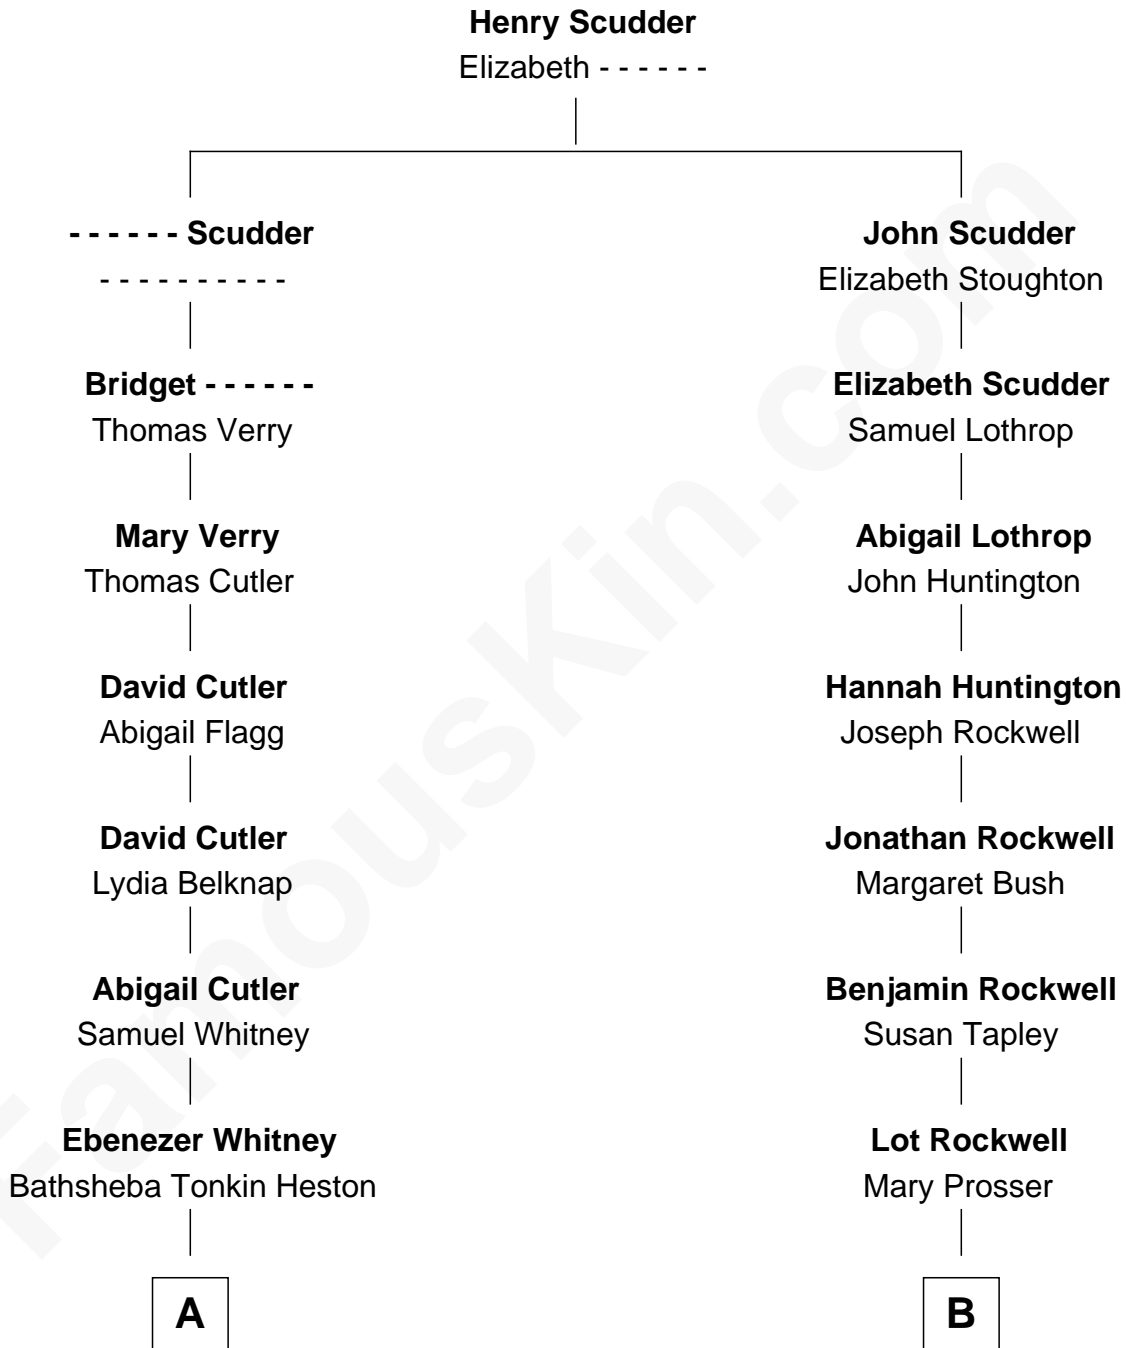 Henry Scudder
Elizabeth - - - - - -
- - - - - - Scudder
- - - - - - - - - -
John Scudder
Elizabeth Stoughton
Bridget - - - - - -
Thomas Verry
Elizabeth Scudder
Samuel Lothrop
Mary Verry
Thomas Cutler
Abigail Lothrop
John Huntington
David Cutler
Abigail Flagg
Hannah Huntington
Joseph Rockwell
David Cutler
Lydia Belknap
Jonathan Rockwell
Margaret Bush
Abigail Cutler
Samuel Whitney
Benjamin Rockwell
Susan Tapley
Ebenezer Whitney
Bathsheba Tonkin Heston
Lot Rockwell
Mary Prosser
A
B
FamousKin.com